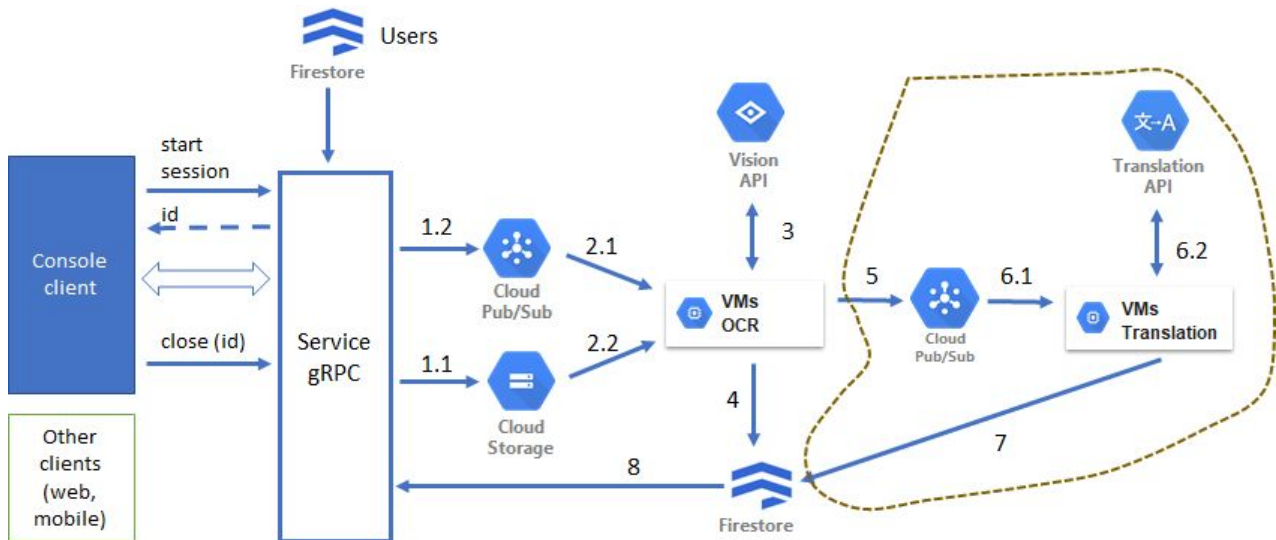 Users
Firestore
start
session
id
Console
client
close (id)
Other
clients
(web,
mobile)
Service
gRPC
1.2
Cloud
Pub/Sub
2.1
1.1
Cloud
Storage
2.2
Vision
API
3
VMs
OCR
4
5
Cloud
Pub/Sub
6.1
文→A
Translation
API
6.2
VMs
Translation
7
8
Firestore